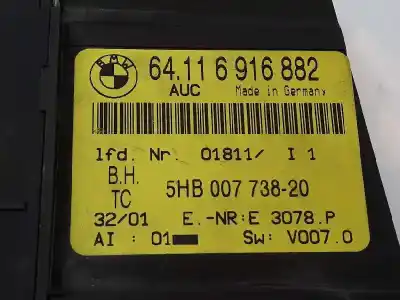 BMW
64.11 6 916 882
AUC Made in Germany
lfd. Nr. 01811/ I 1
B.H.
TC 5HB 007 738-20
32/01 E.-NR:E 3078.P
AI : 01 Sw: V007.0